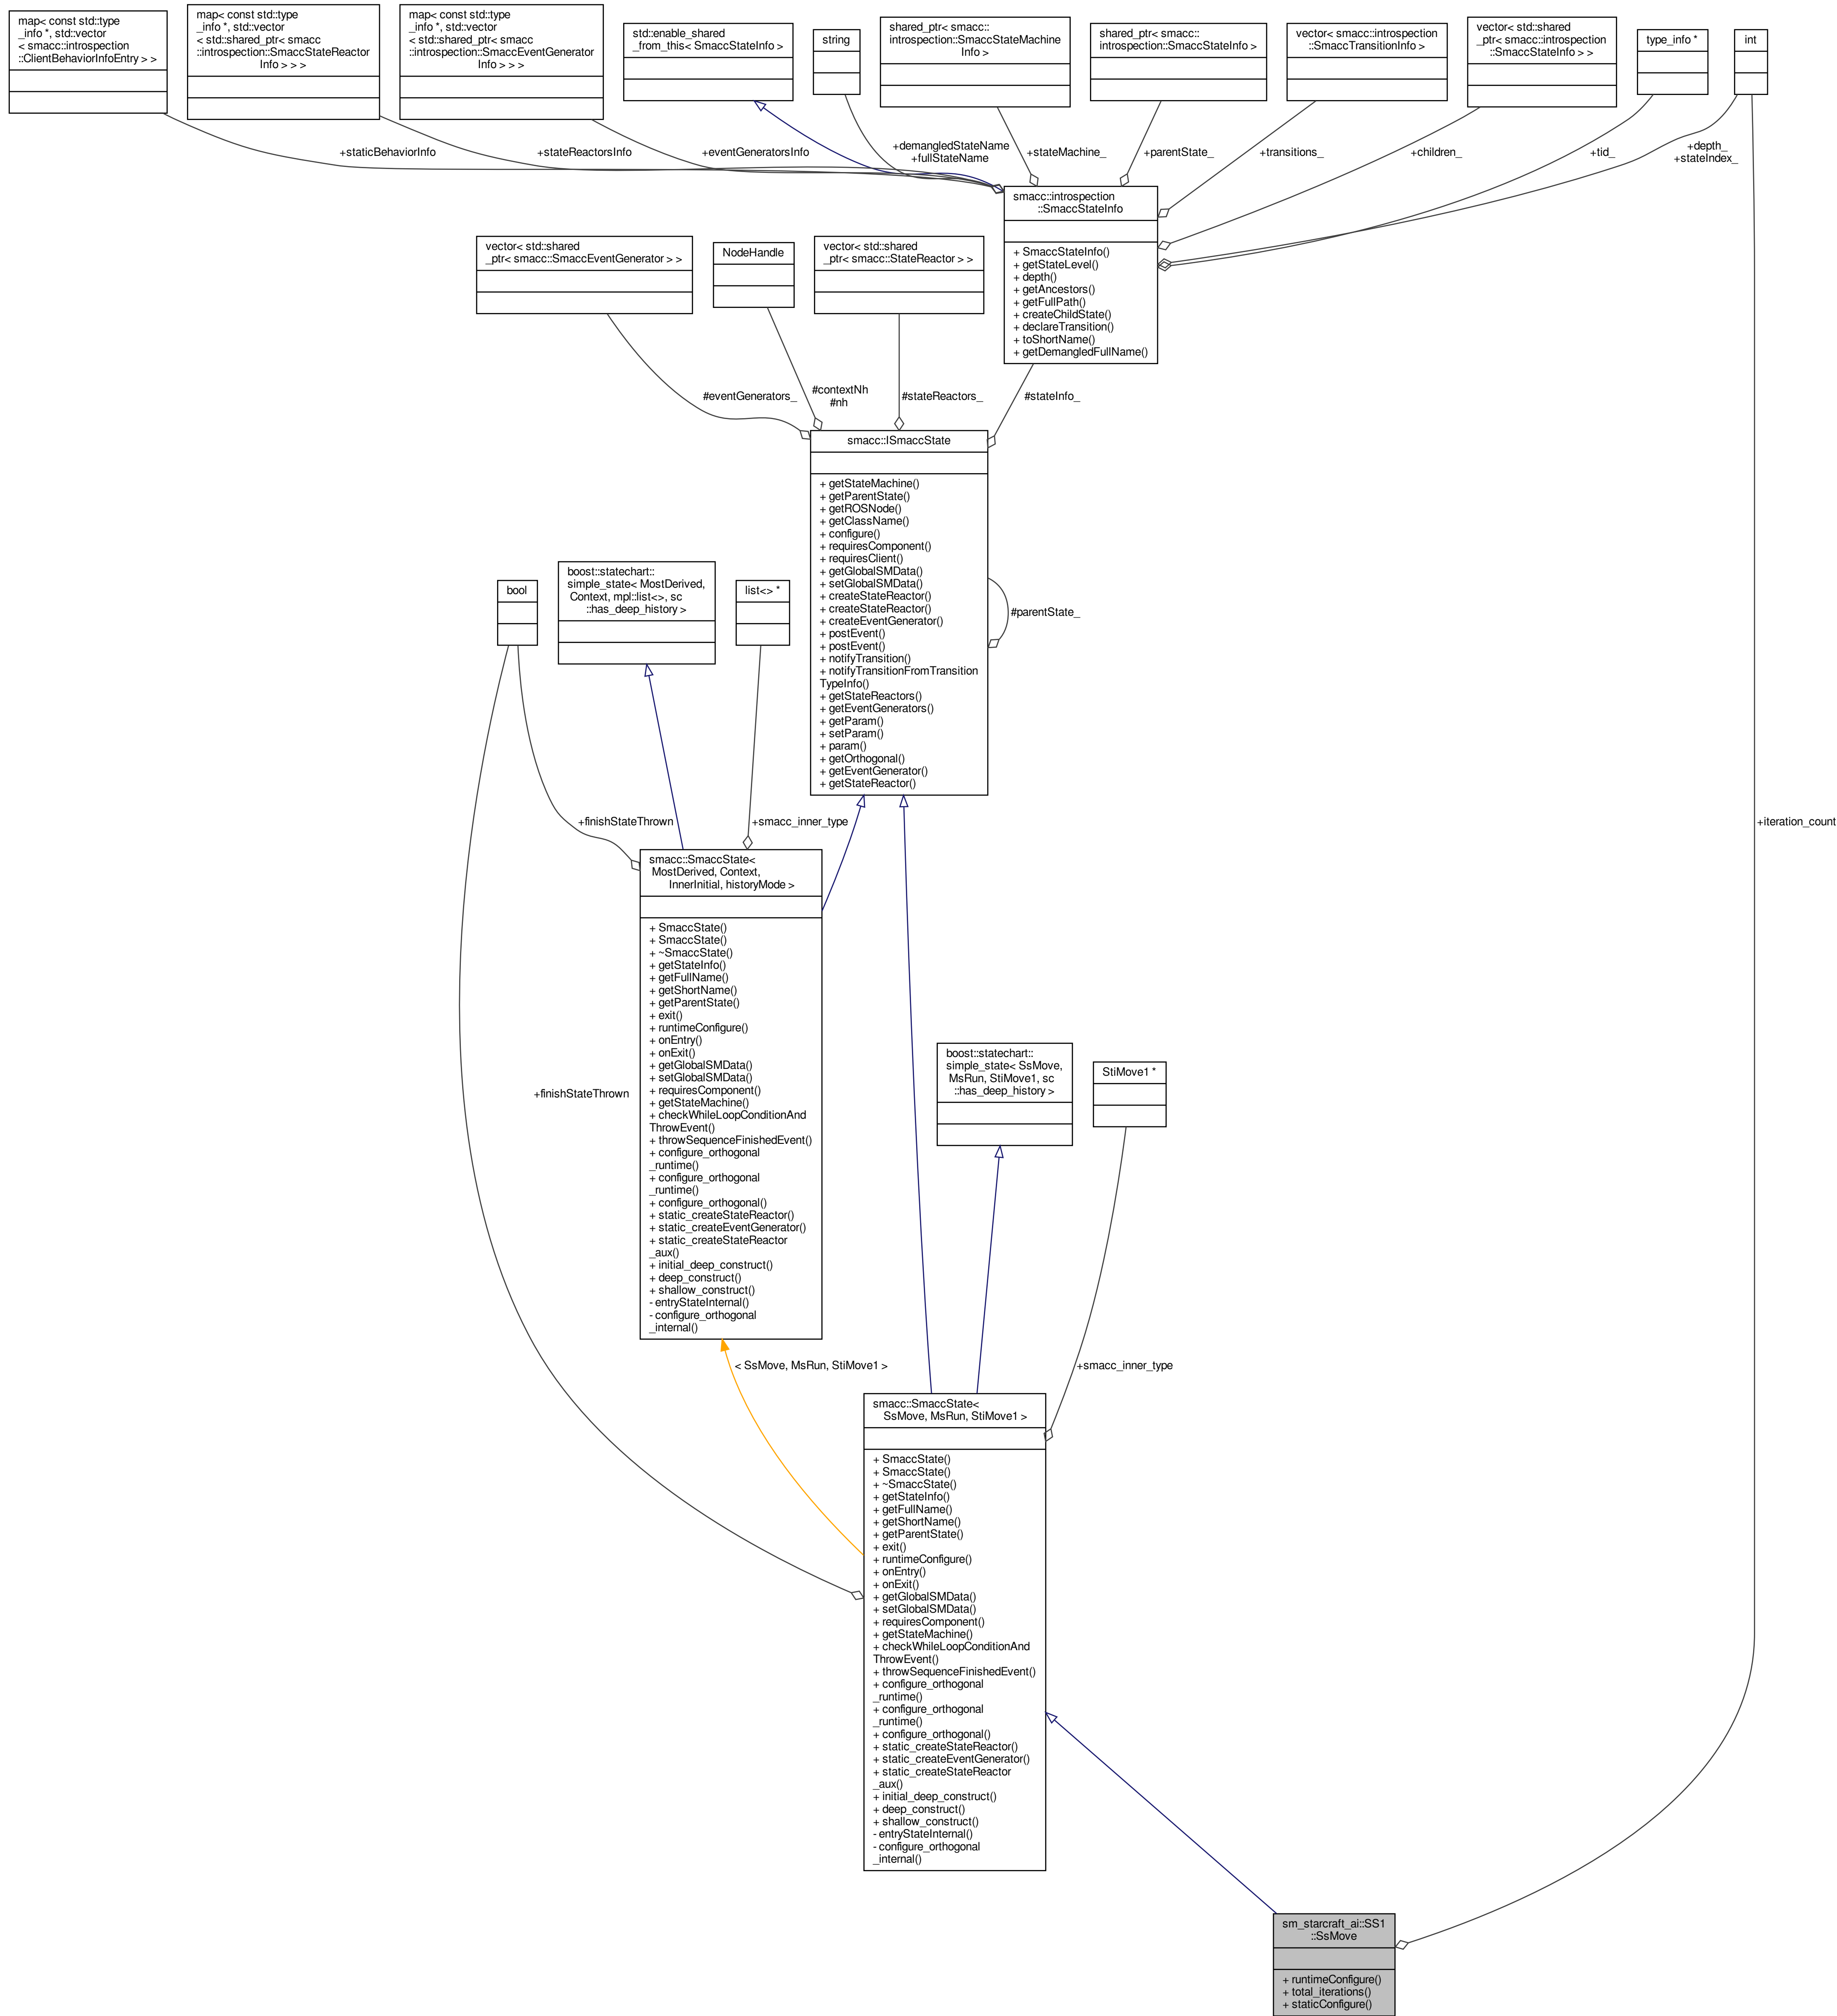 map< const std::type
_info *, std::vector
< smacc::introspection
::ClientBehaviorInfoEntry > >
map< const std::type
_info *, std::vector
< std::shared_ptr< smacc
::introspection::SmaccStateReactor
Info > > >
map< const std::type
_info *, std::vector
< std::shared_ptr< smacc
::introspection::SmaccEventGenerator
Info > > >
std::enable_shared
_from_this< SmaccStateInfo >
string
shared_ptr< smacc::
introspection::SmaccStateMachine
Info >
shared_ptr< smacc::
introspection::SmaccStateInfo >
vector< smacc::introspection
::SmaccTransitionInfo >
vector< std::shared
_ptr< smacc::introspection
::SmaccStateInfo > >
type_info *
int
+staticBehaviorInfo
+stateReactorsInfo
+eventGeneratorsInfo
+demangledStateName
+fullStateName
+stateMachine_
+parentState_
+transitions_
+children_
+tid_
+depth_
+stateIndex_
smacc::introspection
::SmaccStateInfo
+ SmaccStateInfo()
+ getStateLevel()
+ depth()
+ getAncestors()
+ getFullPath()
+ createChildState()
+ declareTransition()
+ toShortName()
+ getDemangledFullName()
vector< std::shared
_ptr< smacc::SmaccEventGenerator > >
NodeHandle
vector< std::shared
_ptr< smacc::StateReactor > >
#eventGenerators_
#contextNh
#nh
#stateReactors_
#stateInfo_
smacc::ISmaccState
+ getStateMachine()
+ getParentState()
+ getROSNode()
+ getClassName()
+ configure()
+ requiresComponent()
+ requiresClient()
+ getGlobalSMData()
+ setGlobalSMData()
+ createStateReactor()
+ createStateReactor()
+ createEventGenerator()
+ postEvent()
+ postEvent()
+ notifyTransition()
+ notifyTransitionFromTransition
TypeInfo()
+ getStateReactors()
+ getEventGenerators()
+ getParam()
+ setParam()
+ param()
+ getOrthogonal()
+ getEventGenerator()
+ getStateReactor()
#parentState_
bool
boost::statechart::
simple_state< MostDerived,
Context, mpl::list<>, sc
::has_deep_history >
list<> *
+finishStateThrown
+smacc_inner_type
+iteration_count
smacc::SmaccState<
MostDerived, Context,
InnerInitial, historyMode >
+ SmaccState()
+ SmaccState()
+ ~SmaccState()
+ getStateInfo()
+ getFullName()
+ getShortName()
+ getParentState()
+ exit()
+ runtimeConfigure()
+ onEntry()
+ onExit()
+ getGlobalSMData()
+ setGlobalSMData()
+ requiresComponent()
+ getStateMachine()
+ checkWhileLoopConditionAnd
ThrowEvent()
+ throwSequenceFinishedEvent()
+ configure_orthogonal
_runtime()
+ configure_orthogonal
_runtime()
+ configure_orthogonal()
+ static_createStateReactor()
+ static_createEventGenerator()
+ static_createStateReactor
_aux()
+ initial_deep_construct()
+ deep_construct()
+ shallow_construct()
- entryStateInternal()
- configure_orthogonal
_internal()
+finishStateThrown
boost::statechart::
simple_state< SsMove,
MsRun, StiMove1, sc
::has_deep_history >
StiMove1 *
< SsMove, MsRun, StiMove1 >
+smacc_inner_type
smacc::SmaccState<
SsMove, MsRun, StiMove1 >
+ SmaccState()
+ SmaccState()
+ ~SmaccState()
+ getStateInfo()
+ getFullName()
+ getShortName()
+ getParentState()
+ exit()
+ runtimeConfigure()
+ onEntry()
+ onExit()
+ getGlobalSMData()
+ setGlobalSMData()
+ requiresComponent()
+ getStateMachine()
+ checkWhileLoopConditionAnd
ThrowEvent()
+ throwSequenceFinishedEvent()
+ configure_orthogonal
_runtime()
+ configure_orthogonal
_runtime()
+ configure_orthogonal()
+ static_createStateReactor()
+ static_createEventGenerator()
+ static_createStateReactor
_aux()
+ initial_deep_construct()
+ deep_construct()
+ shallow_construct()
- entryStateInternal()
- configure_orthogonal
_internal()
sm_starcraft_ai::SS1
::SsMove
+ runtimeConfigure()
+ total_iterations()
+ staticConfigure()